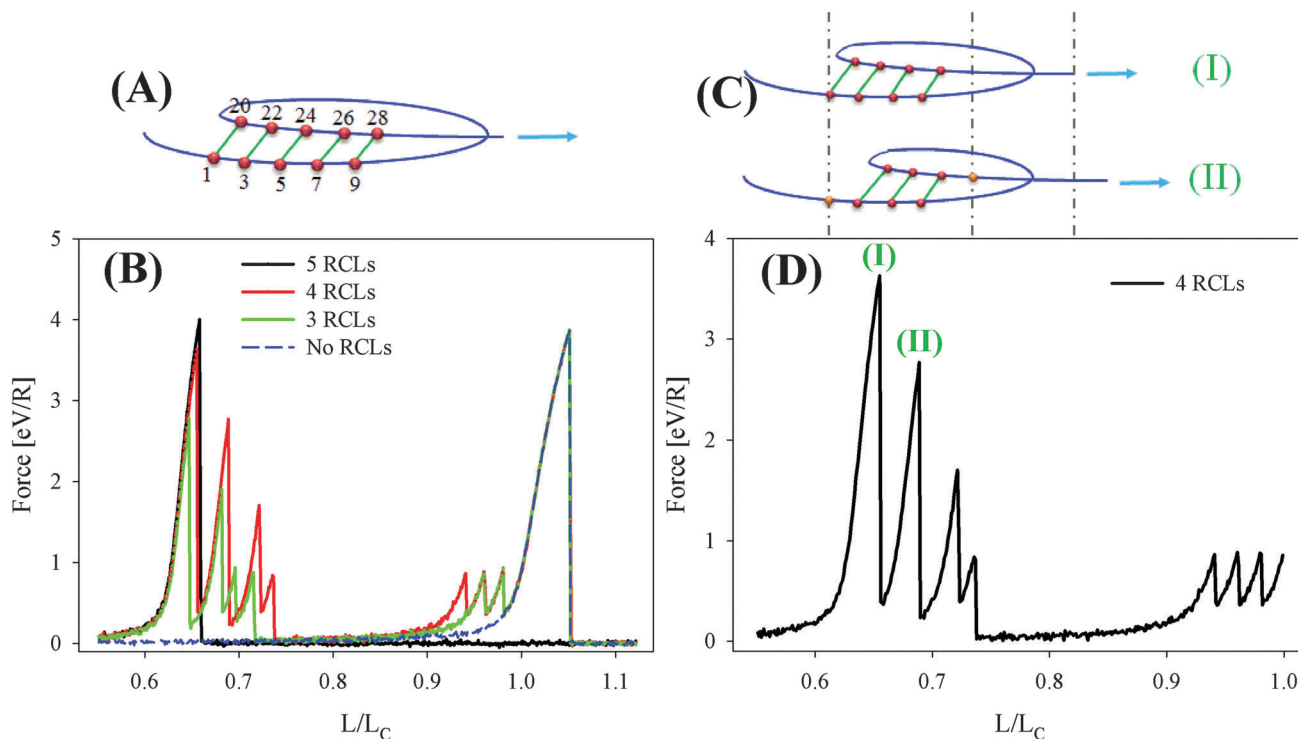 (A)
20
22
24
26
28
1
3
5
7
9
(B)
5 RCLs
4 RCLs
3 RCLs
No RCLs
5
4
3
2
1
0
Force [eV/R]
0.6 0.7 0.8 0.9 1.0 1.1
L/L_C
(C)
(I)
(II)
(D)
(I)
(II)
4 RCLs
4
3
2
1
0
Force [eV/R]
0.6 0.7 0.8 0.9 1.0
L/L_C